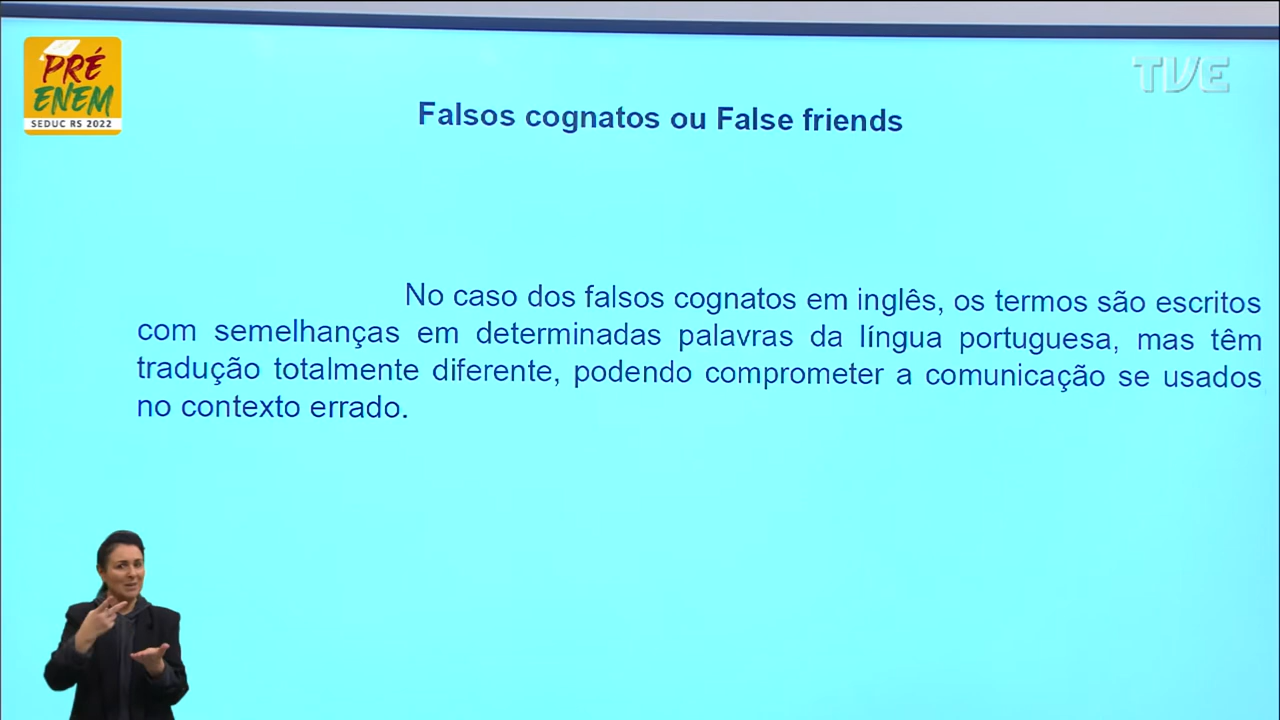 PRÉ
ENEM
SEDUC RS 2022
TVE
Falsos cognatos ou False friends
No caso dos falsos cognatos em inglês, os termos são escritos
com semelhanças em determinadas palavras da língua portuguesa, mas têm
tradução totalmente diferente, podendo comprometer a comunicação se usados
no contexto errado.